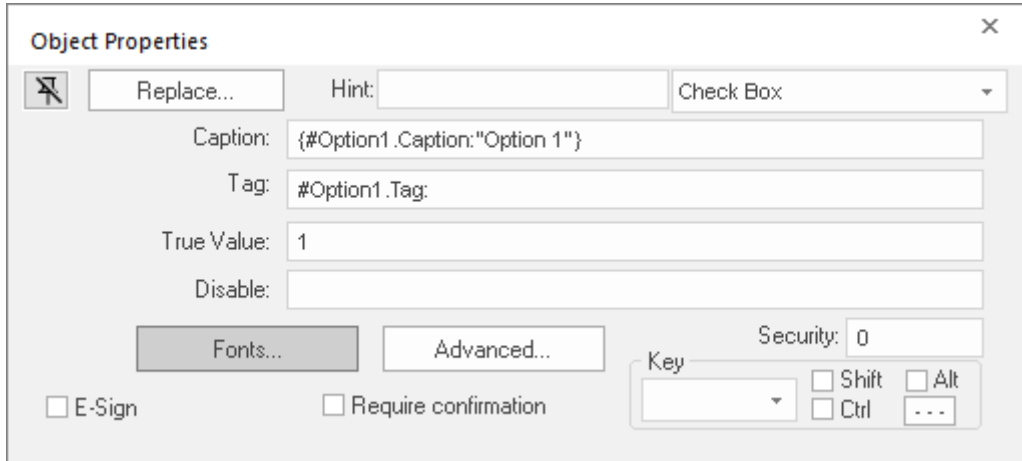 Object Properties
Replace... Hint: Check Box
Caption: {#Option1.Caption:"Option 1"}
Tag: #Option1.Tag:
True Value: 1
Disable:
Fonts... Advanced... Security: 0
Key
Shift Alt
E-Sign Require confirmation Ctrl ...